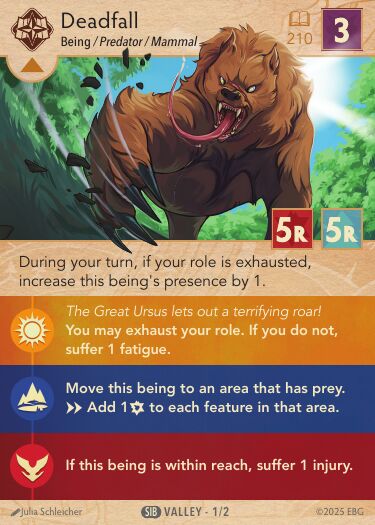 Deadfall
Being / Predator / Mammal
210
3
5R
5R
During your turn, if your role is exhausted,
increase this being's presence by 1.
The Great Ursus lets out a terrifying roar!
You may exhaust your role. If you do not,
suffer 1 fatigue.
Move this being to an area that has prey.
Add 1 to each feature in that area.
If this being is within reach, suffer 1 injury.
Julia Schleicher
SIB VALLEY - 1/2
©2025 EBG